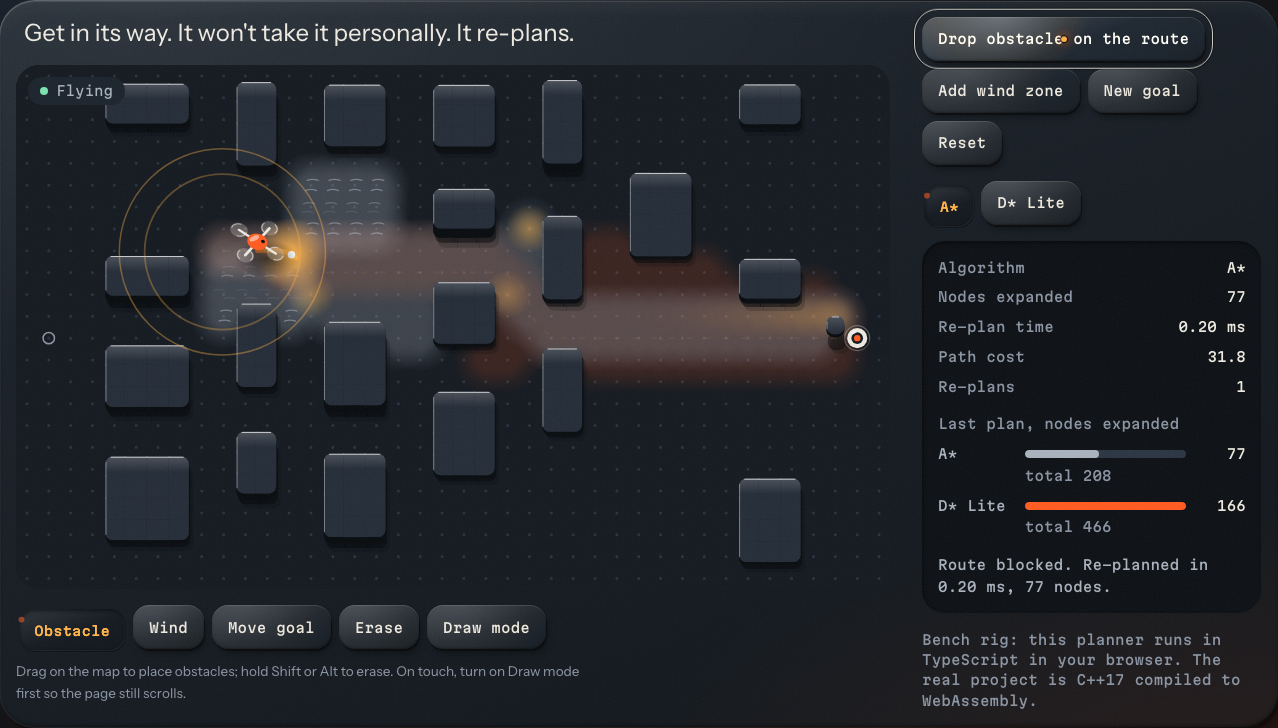 Get in its way. It won't take it personally. It re-plans.
Flying
Drop obstacle on the route
Add wind zone
New goal
Reset
A*
D* Lite
Algorithm A*
Nodes expanded 77
Re-plan time 0.20 ms
Path cost 31.8
Re-plans 1
Last plan, nodes expanded
A* 77
total 208
D* Lite 166
total 466
Route blocked. Re-planned in
0.20 ms, 77 nodes.
Bench rig: this planner runs in
TypeScript in your browser. The
real project is C++17 compiled to
WebAssembly.
Obstacle
Wind
Move goal
Erase
Draw mode
Drag on the map to place obstacles; hold Shift or Alt to erase. On touch, turn on Draw mode
first so the page still scrolls.